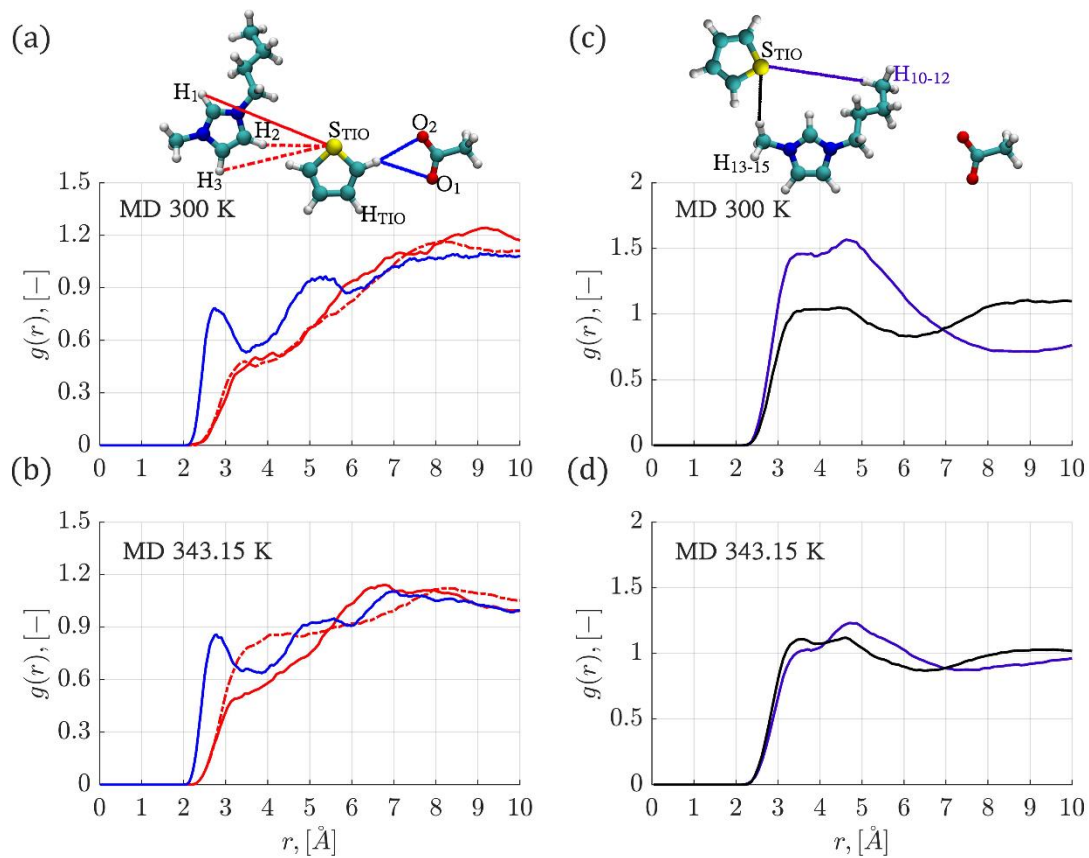 (a)
H₁
H₂
H₃
S_TIO
O₂
O₁
H_TIO
MD 300 K
1.5
1.2
0.9
0.6
0.3
0
g(r), [−]
0 1 2 3 4 5 6 7 8 9 10
(c)
S_TIO
H₁₀₋₁₂
H₁₃₋₁₅
MD 300 K
2
1.5
1
0.5
0
g(r), [−]
0 1 2 3 4 5 6 7 8 9 10
(b)
MD 343.15 K
1.5
1.2
0.9
0.6
0.3
0
g(r), [−]
0 1 2 3 4 5 6 7 8 9 10
r, [Å]
(d)
MD 343.15 K
2
1.5
1
0.5
0
g(r), [−]
0 1 2 3 4 5 6 7 8 9 10
r, [Å]